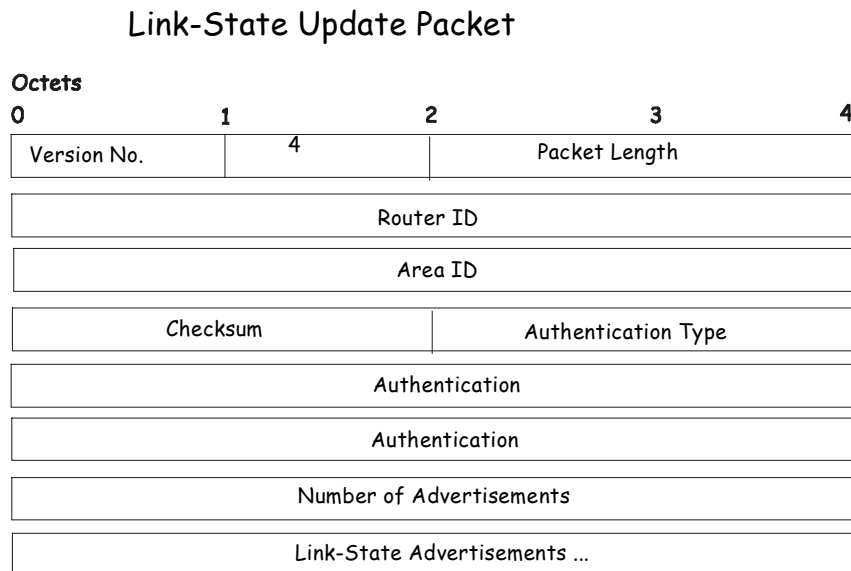 Link-State Update Packet
Octets
0 1 2 3 4
Version No. 4 Packet Length
Router ID
Area ID
Checksum Authentication Type
Authentication
Authentication
Number of Advertisements
Link-State Advertisements ...